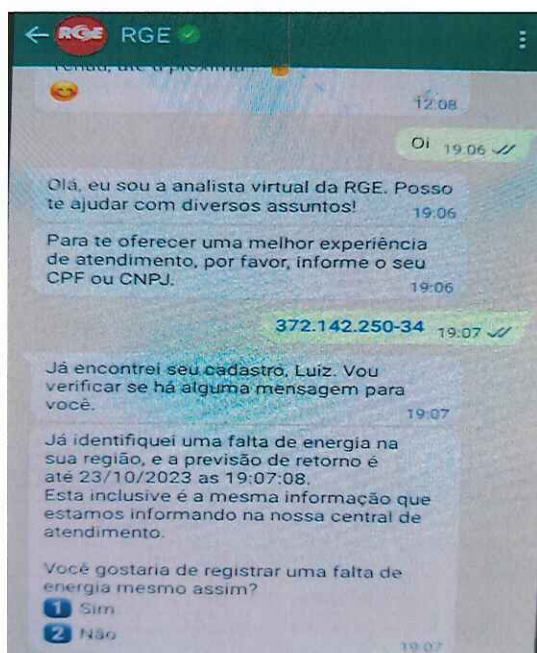 RGE RGE
até a próxima
12:08
Oi 19:06
Olá, eu sou a analista virtual da RGE. Posso
te ajudar com diversos assuntos!
19:06
Para te oferecer uma melhor experiência
de atendimento, por favor, informe o seu
CPF ou CNPJ.
19:06
372.142.250-34 19:07
Já encontrei seu cadastro, Luiz. Vou
verificar se há alguma mensagem para
você.
19:07
Já identifiquei uma falta de energia na
sua região, e a previsão de retorno é
até 23/10/2023 as 19:07:08.
Esta inclusive é a mesma informação que
estamos informando na nossa central de
atendimento.
Você gostaria de registrar uma falta de
energia mesmo assim?
1 Sim
2 Não
19:07